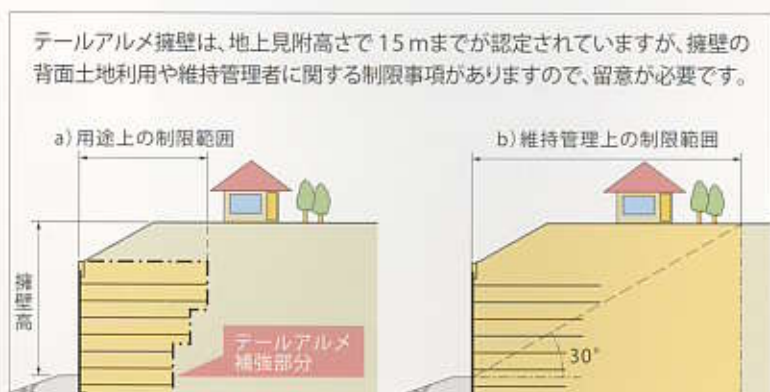 テールアルメ擁壁は、地上見附高さで15mまでが認定されていますが、擁壁の
背面土地利用や維持管理者に関する制限事項がありますので、留意が必要です。
a)用途上の制限範囲
b)維持管理上の制限範囲
擁壁高
テールアルメ
補強部分
30°